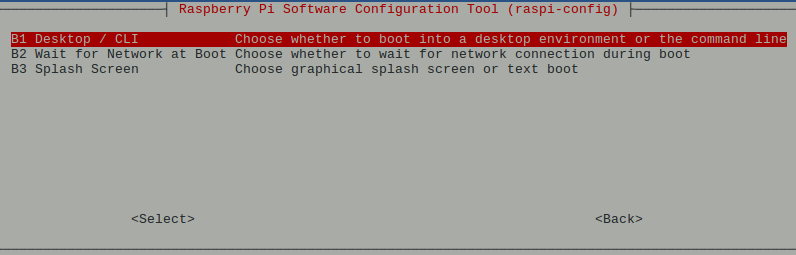 Raspberry Pi Software Configuration Tool (raspi-config)
B1 Desktop / CLI Choose whether to boot into a desktop environment or the command line
B2 Wait for Network at Boot Choose whether to wait for network connection during boot
B3 Splash Screen Choose graphical splash screen or text boot
<Select> <Back>